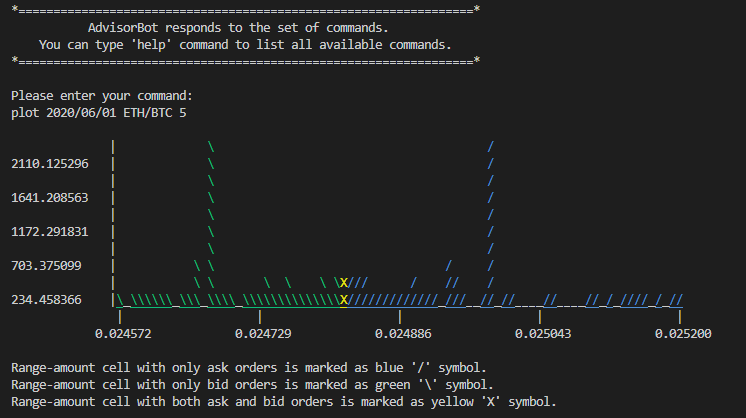 *=================================================================*
AdvisorBot responds to the set of commands.
You can type 'help' command to list all available commands.
*=================================================================*
Please enter your command:
plot 2020/06/01 ETH/BTC 5
| \ /
2110.125296 | \ /
| \ /
1641.208563 | \ /
| \ /
1172.291831 | \ /
| \ /
703.375099 | \ \ / /
| \ \ \ \ \ \X/// / // /
234.458366 |\_\\\\\\_\\\_\\\\_\\\\\\\\\\\\\\X/////////////_///__//_//____//____//_/_////_/_//
| | | | |
0.024572 0.024729 0.024886 0.025043 0.025200
Range-amount cell with only ask orders is marked as blue '/' symbol.
Range-amount cell with only bid orders is marked as green '\' symbol.
Range-amount cell with both ask and bid orders is marked as yellow 'X' symbol.